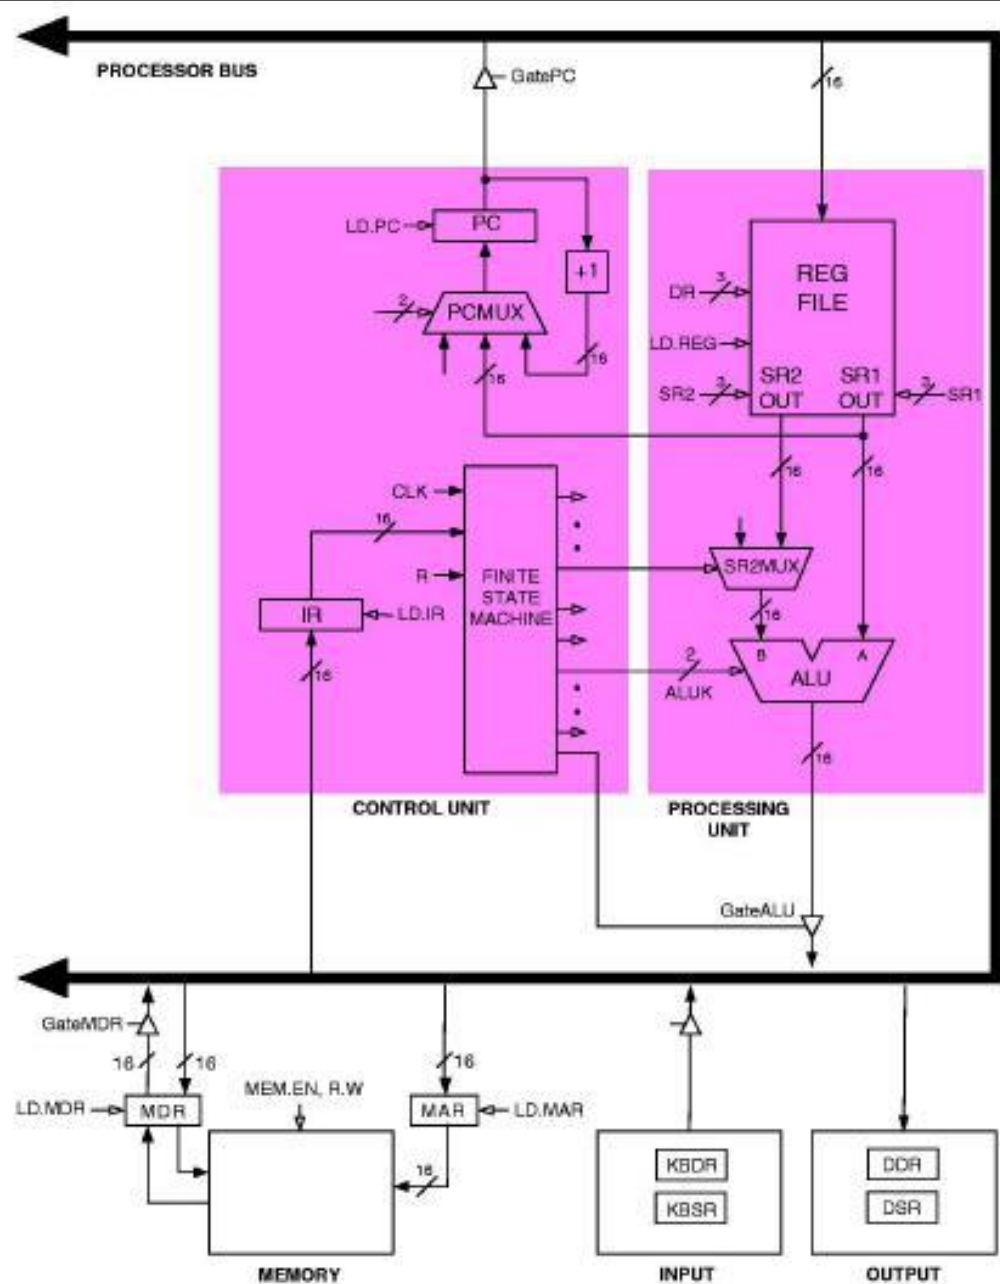 PROCESSOR BUS
GatePC
16
LD.PC
PC
+1
2
PCMUX
16
16
REG
FILE
DR
3
LD.REG
SR2
3
SR2
OUT
SR1
OUT
3
SR1
16
16
CLK
16
R
FINITE
STATE
MACHINE
IR
LD.IR
16
SR2MUX
16
B
A
ALU
2
ALUK
16
CONTROL UNIT
PROCESSING
UNIT
GateALU
GateMDR
16
16
16
LD.MDR
MDR
MEM.EN, R.W
MAR
LD.MAR
16
KBDR
KBSR
DDR
DSR
MEMORY
INPUT
OUTPUT